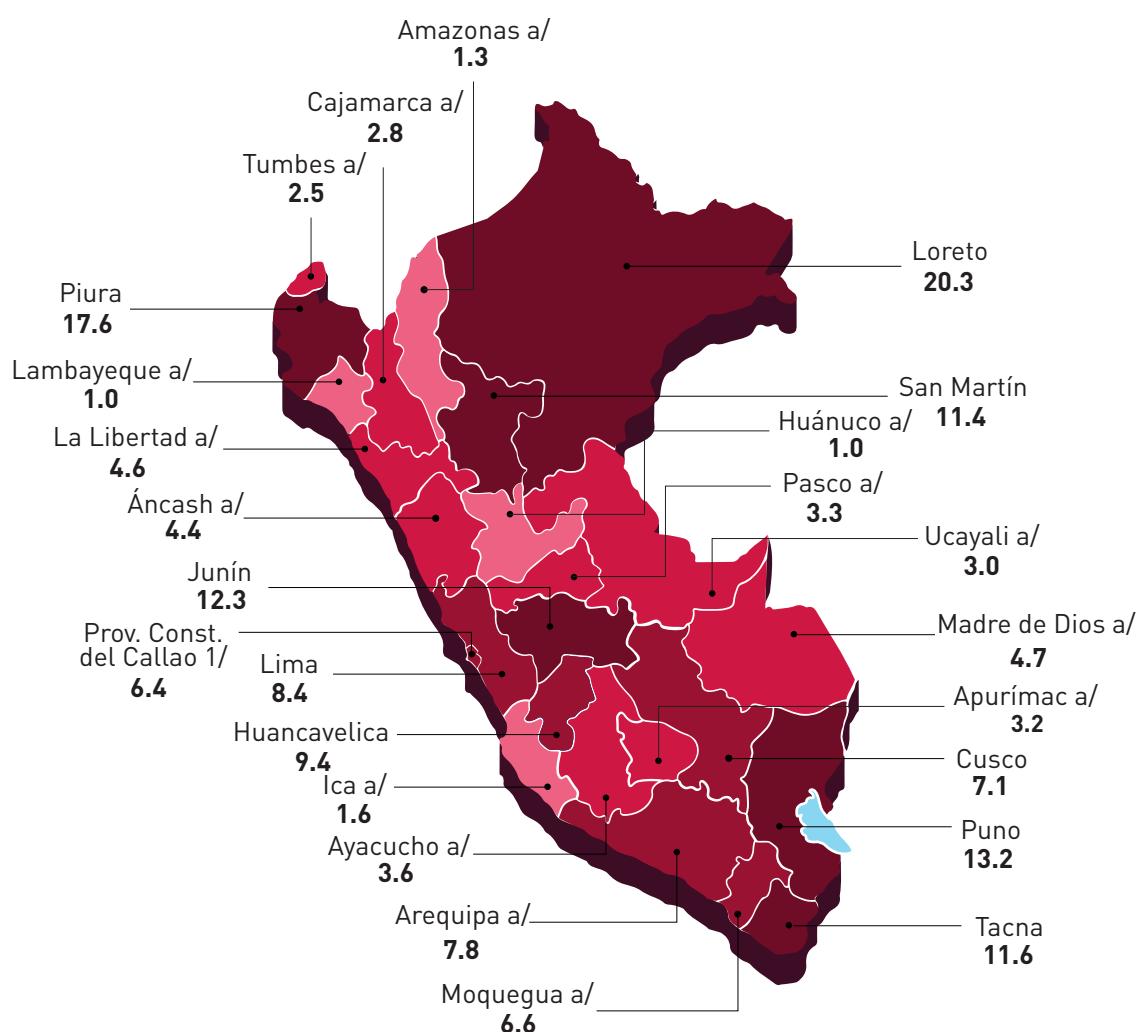 Amazonas a/
1.3
Cajamarca a/
2.8
Tumbes a/
2.5
Loreto
20.3
Piura
17.6
Lambayeque a/
1.0
San Martín
11.4
Huánuco a/
1.0
La Libertad a/
4.6
Pasco a/
3.3
Áncash a/
4.4
Ucayali a/
3.0
Junín
12.3
Madre de Dios a/
4.7
Prov. Const.
del Callao 1/
6.4
Lima
8.4
Apurímac a/
3.2
Huancavelica
9.4
Cusco
7.1
Ica a/
1.6
Puno
13.2
Ayacucho a/
3.6
Arequipa a/
7.8
Tacna
11.6
Moquegua a/
6.6